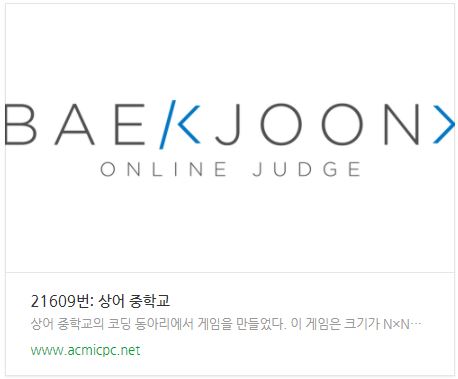 BAEKJOON
ONLINE JUDGE
21609번: 상어 중학교
상어 중학교의 코딩 동아리에서 게임을 만들었다. 이 게임은 크기가 N×N…
www.acmicpc.net